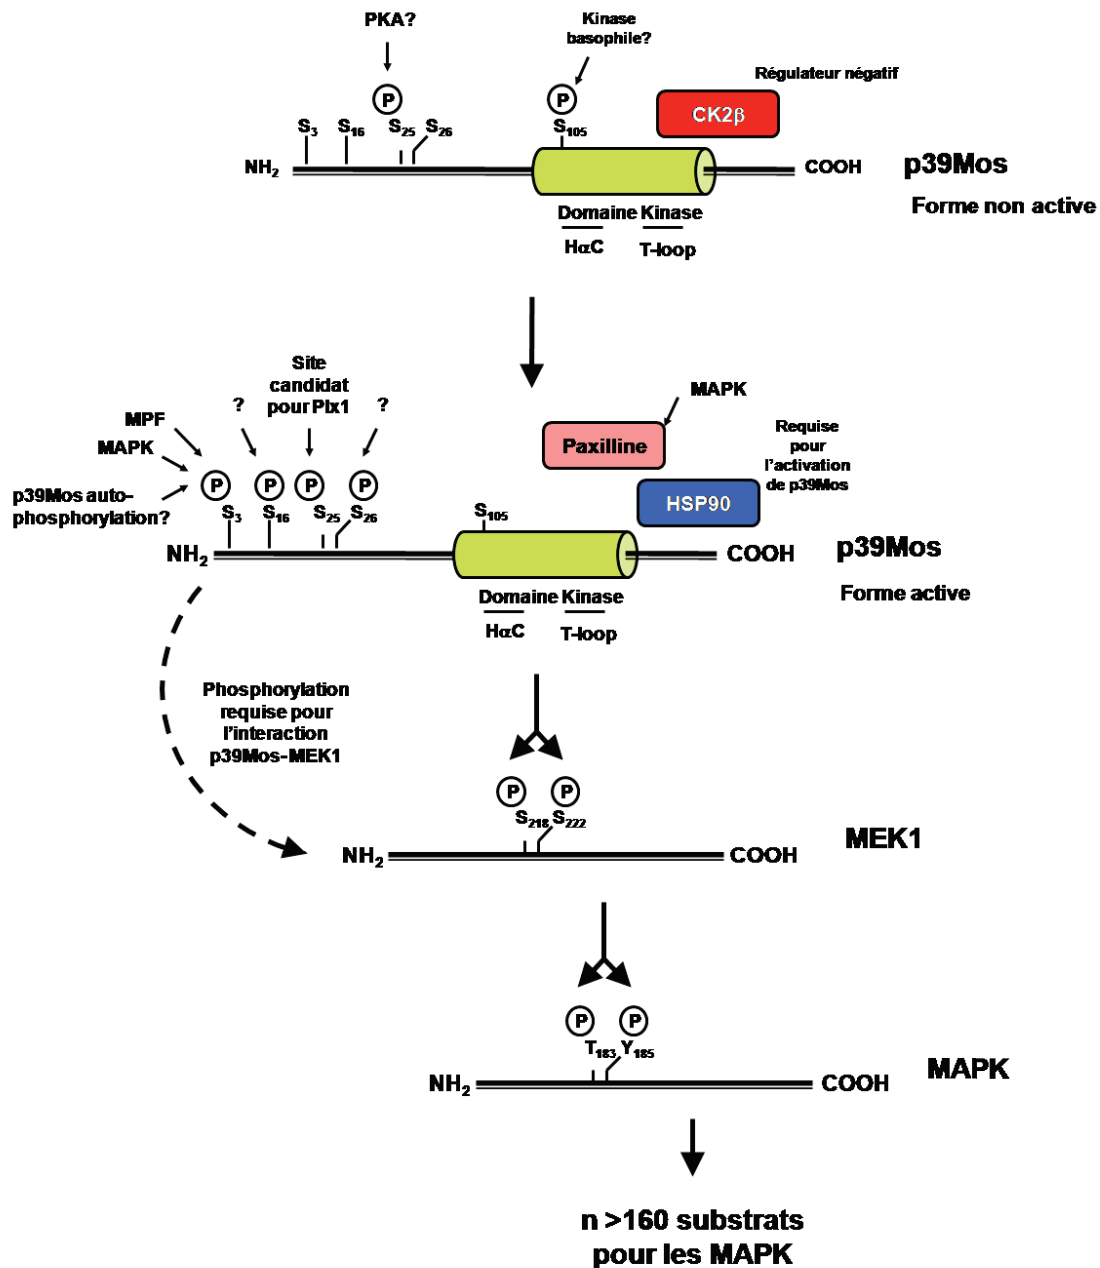 PKA?
Kinase
basophile?
Régulateur négatif
P
P
CK2β
S3
S16
S25
S26
S105
NH2
COOH
p39Mos
Forme non active
Domaine Kinase
HαC
T-loop
Site
candidat
pour Plx1
?
?
MPF
MAPK
p39Mos auto-
phosphorylation?
MAPK
Paxilline
Requise
pour
l'activation
de p39Mos
HSP90
P
P
P
P
S3
S16
S25
S26
S105
NH2
COOH
p39Mos
Forme active
Domaine Kinase
HαC
T-loop
Phosphorylation
requise pour
l'interaction
p39Mos-MEK1
P
P
S218
S222
NH2
COOH
MEK1
P
P
T183
Y185
NH2
COOH
MAPK
n >160 substrats
pour les MAPK